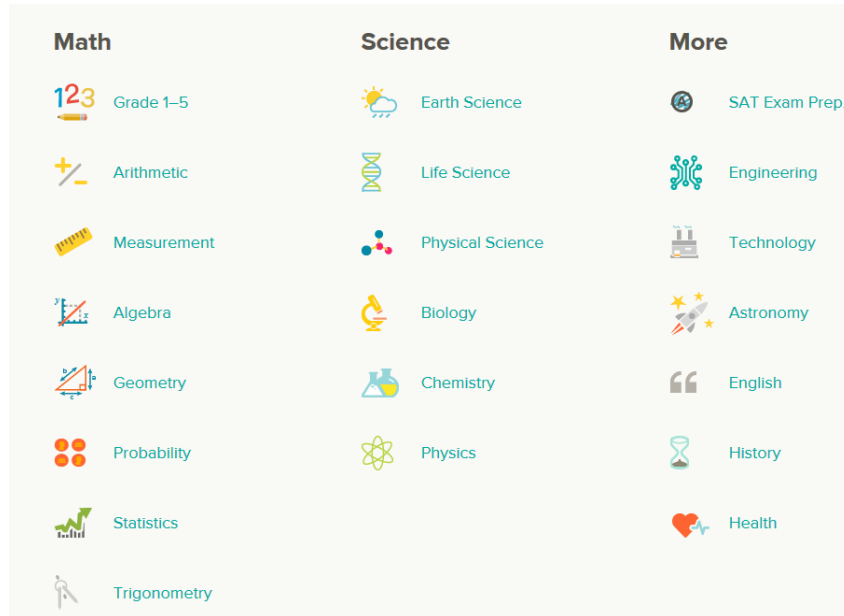 Math
123
Grade 1–5
Arithmetic
Measurement
y
x
Algebra
b
a
c
Geometry
Probability
Statistics
Trigonometry
Science
Earth Science
Life Science
Physical Science
Biology
Chemistry
Physics
More
A
SAT Exam Prep
Engineering
Technology
Astronomy
English
History
Health